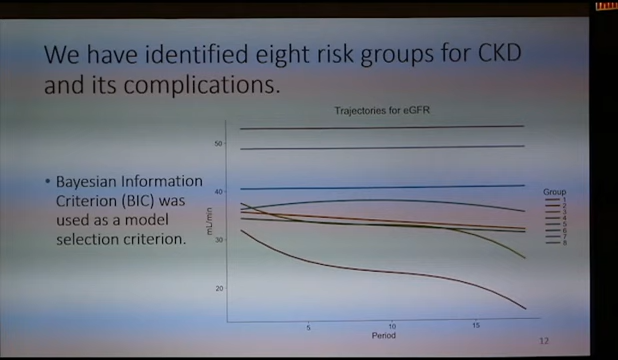 We have identified eight risk groups for CKD
and its complications.
Trajectories for eGFR
• Bayesian Information
Criterion (BIC) was
used as a model
selection criterion.
50
40
30
20
mL/min
5
10
15
Period
Group
1
2
3
4
5
6
7
8
12